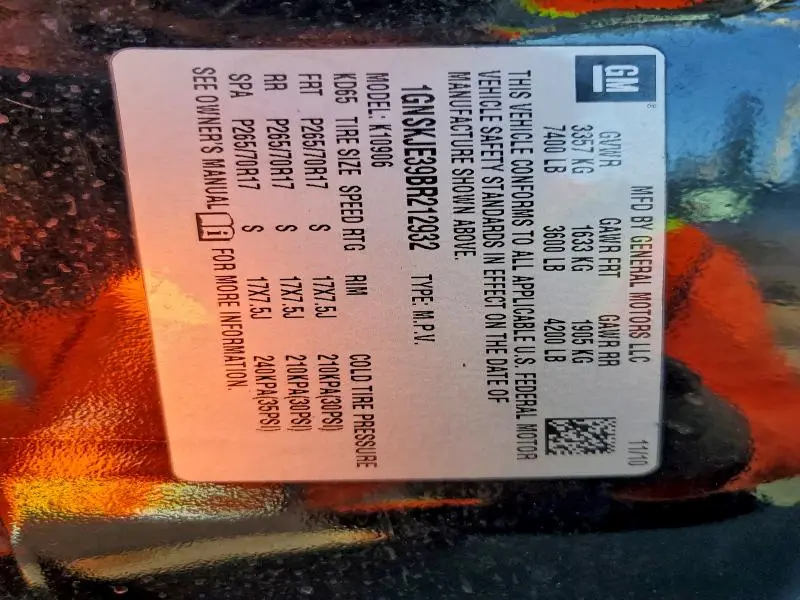 GM
®
MFD BY GENERAL MOTORS LLC
11/10
GVWR GAWR FRT GAWR RR
3357 KG 1633 KG 1905 KG
7400 LB 3600 LB 4200 LB
THIS VEHICLE CONFORMS TO ALL APPLICABLE U.S. FEDERAL MOTOR
VEHICLE SAFETY STANDARDS IN EFFECT ON THE DATE OF
MANUFACTURE SHOWN ABOVE.
1GNSKJE39BR212932 TYPE: M.P.V.
MODEL: K10906
KD65 TIRE SIZE SPEED RTG RIM COLD TIRE PRESSURE
FRT P265/70R17 S 17X7.5J 210KPA(30PSI)
RR P265/70R17 S 17X7.5J 210KPA(30PSI)
SPA P265/70R17 S 17X7.5J 240KPA(35PSI)
SEE OWNER'S MANUAL i FOR MORE INFORMATION.